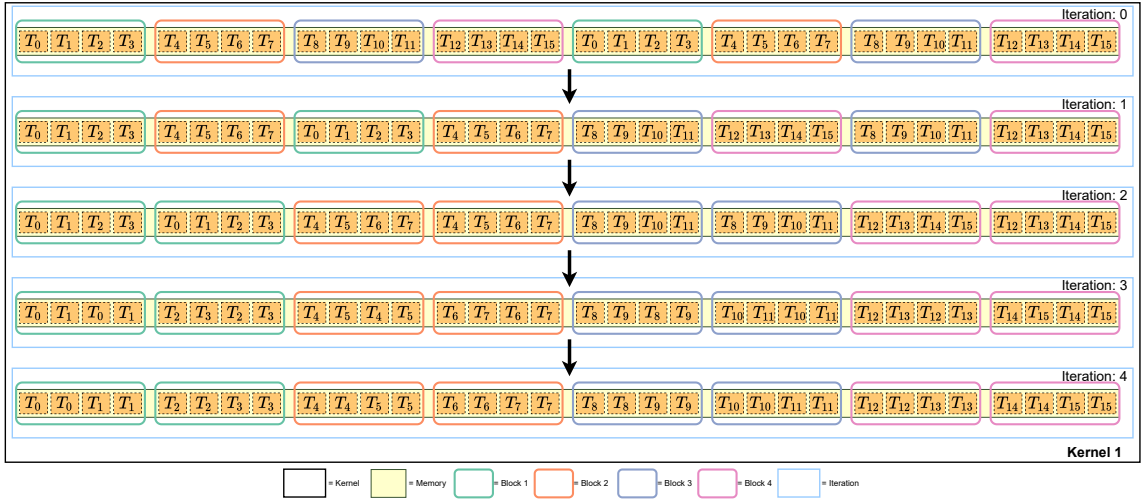 Iteration: 0
T0 T1 T2 T3 T4 T5 T6 T7 T8 T9 T10 T11 T12 T13 T14 T15 T0 T1 T2 T3 T4 T5 T6 T7 T8 T9 T10 T11 T12 T13 T14 T15
Iteration: 1
T0 T1 T2 T3 T4 T5 T6 T7 T0 T1 T2 T3 T4 T5 T6 T7 T8 T9 T10 T11 T12 T13 T14 T15 T8 T9 T10 T11 T12 T13 T14 T15
Iteration: 2
T0 T1 T2 T3 T0 T1 T2 T3 T4 T5 T6 T7 T4 T5 T6 T7 T8 T9 T10 T11 T8 T9 T10 T11 T12 T13 T14 T15 T12 T13 T14 T15
Iteration: 3
T0 T1 T0 T1 T2 T3 T2 T3 T4 T5 T4 T5 T6 T7 T6 T7 T8 T9 T8 T9 T10 T11 T10 T11 T12 T13 T12 T13 T14 T15 T14 T15
Iteration: 4
T0 T0 T1 T1 T2 T2 T3 T3 T4 T4 T5 T5 T6 T6 T7 T7 T8 T8 T9 T9 T10 T10 T11 T11 T12 T12 T13 T13 T14 T14 T15 T15
Kernel 1
= Kernel = Memory = Block 1 = Block 2 = Block 3 = Block 4 = Iteration